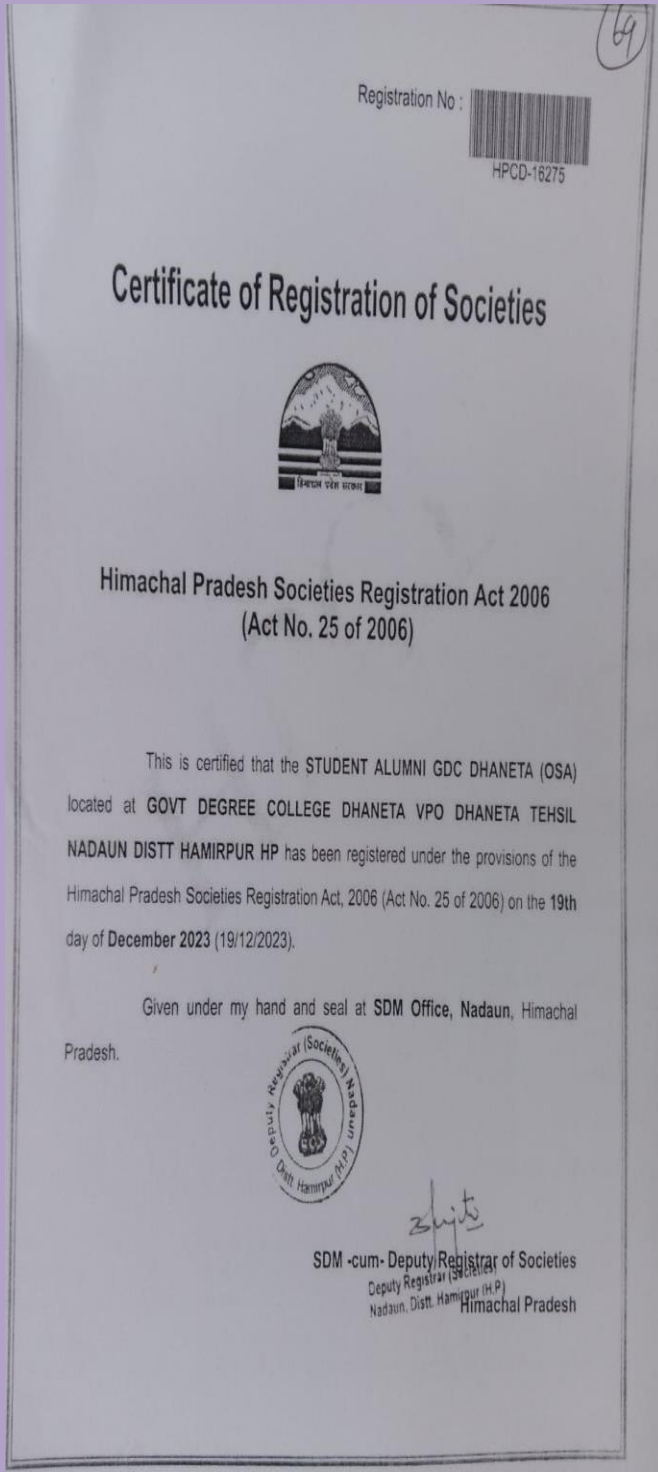 69
Registration No :
HPCD-16275
Certificate of Registration of Societies
हिमाचल प्रदेश सरकार
Himachal Pradesh Societies Registration Act 2006
(Act No. 25 of 2006)
This is certified that the STUDENT ALUMNI GDC DHANETA (OSA)
located at GOVT DEGREE COLLEGE DHANETA VPO DHANETA TEHSIL
NADAUN DISTT HAMIRPUR HP has been registered under the provisions of the
Himachal Pradesh Societies Registration Act, 2006 (Act No. 25 of 2006) on the 19th
day of December 2023 (19/12/2023).
Given under my hand and seal at SDM Office, Nadaun, Himachal
Pradesh.
Deputy Registrar (Societies) Nadaun
Distt. Hamirpur (H.P)
SDM -cum- Deputy Registrar of Societies
Deputy Registrar (Societies)
Nadaun, Distt. Hamirpur (H.P)
Himachal Pradesh